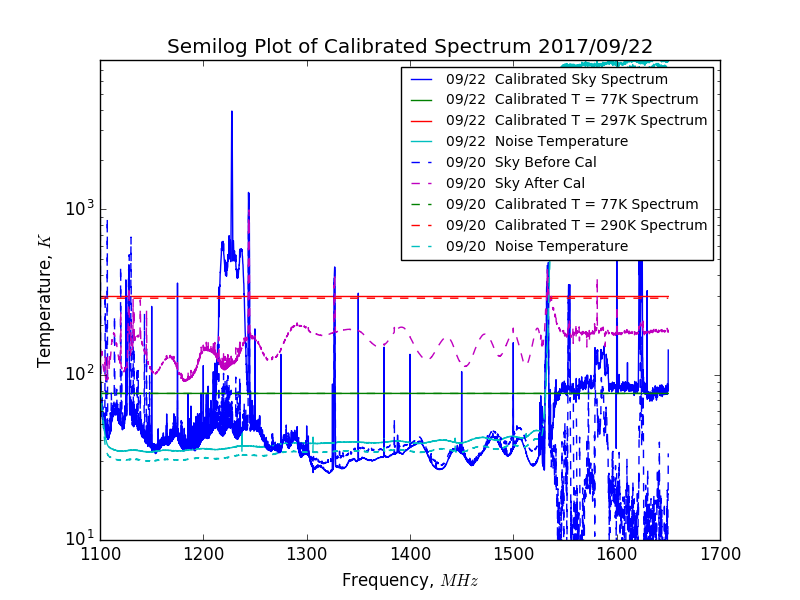 Semilog Plot of Calibrated Spectrum 2017/09/22
09/22 Calibrated Sky Spectrum
09/22 Calibrated T = 77K Spectrum
09/22 Calibrated T = 297K Spectrum
09/22 Noise Temperature
09/20 Sky Before Cal
09/20 Sky After Cal
09/20 Calibrated T = 77K Spectrum
09/20 Calibrated T = 290K Spectrum
09/20 Noise Temperature
Temperature, K
10³
10²
10¹
1100 1200 1300 1400 1500 1600 1700
Frequency, MHz